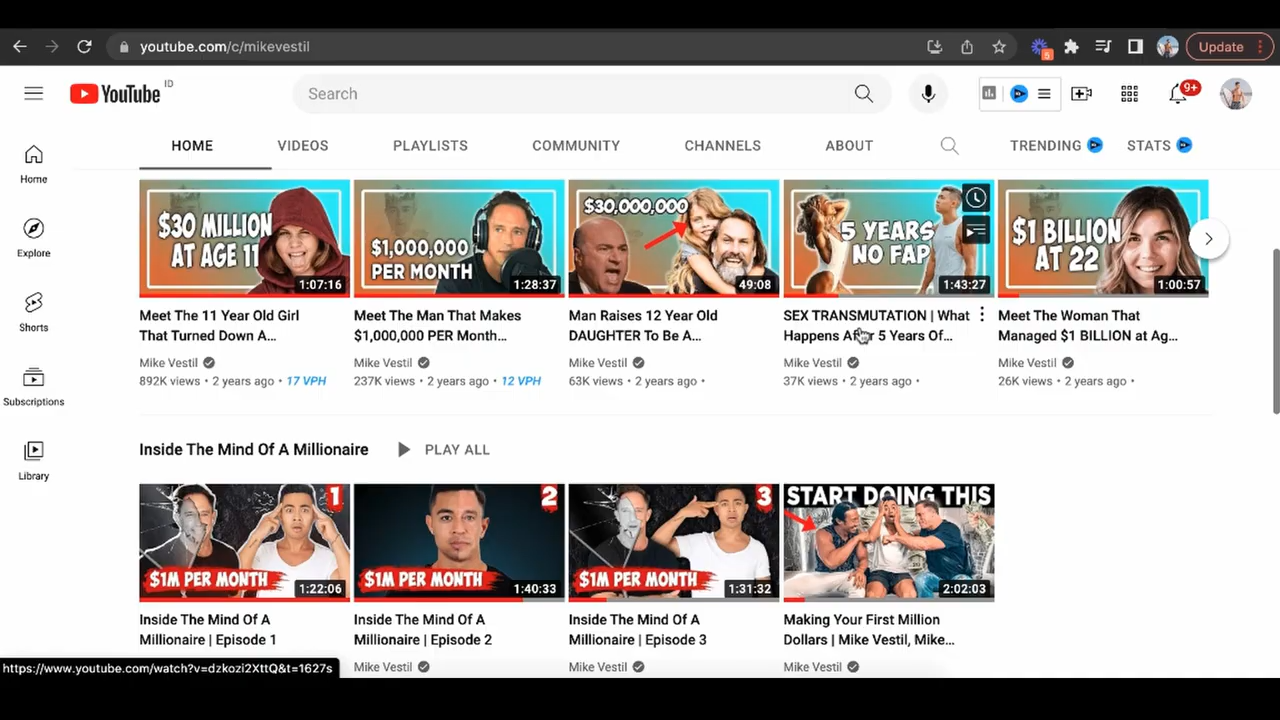 youtube.com/c/mikevestil
5
Update
YouTube ID
Search
9+
Home
Explore
Shorts
Subscriptions
Library
HOME
VIDEOS
PLAYLISTS
COMMUNITY
CHANNELS
ABOUT
TRENDING
STATS
$30 MILLION
AT AGE 11
1:07:16
$1,000,000
PER MONTH
1:28:37
$30,000,000
49:08
5 YEARS
NO FAP
1:43:27
$1 BILLION
AT 22
1:00:57
Meet The 11 Year Old Girl
That Turned Down A...
Mike Vestil
892K views • 2 years ago • 17 VPH
Meet The Man That Makes
$1,000,000 PER Month...
Mike Vestil
237K views • 2 years ago • 12 VPH
Man Raises 12 Year Old
DAUGHTER To Be A...
Mike Vestil
63K views • 2 years ago •
SEX TRANSMUTATION | What
Happens After 5 Years Of...
Mike Vestil
37K views • 2 years ago •
Meet The Woman That
Managed $1 BILLION at Ag...
Mike Vestil
26K views • 2 years ago •
Inside The Mind Of A Millionaire
PLAY ALL
1
$1M PER MONTH
1:22:06
2
$1M PER MONTH
1:40:33
3
$1M PER MONTH
1:31:32
START DOING THIS
2:02:03
Inside The Mind Of A
Millionaire | Episode 1
Inside The Mind Of A
Millionaire | Episode 2
Mike Vestil
Inside The Mind Of A
Millionaire | Episode 3
Mike Vestil
Making Your First Million
Dollars | Mike Vestil, Mike...
Mike Vestil
https://www.youtube.com/watch?v=dzkozi2XttQ&t=1627s